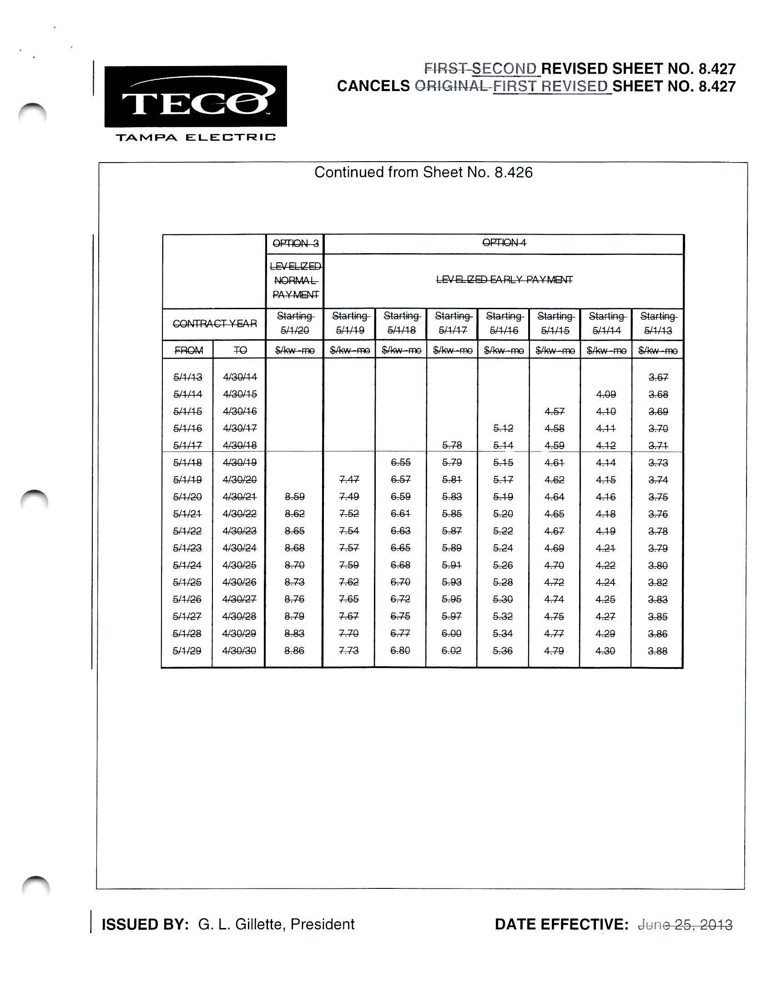 FIRST SECOND REVISED SHEET NO. 8.427
CANCELS ORIGINAL FIRST REVISED SHEET NO. 8.427
TECO
TAMPA ELECTRIC
Continued from Sheet No. 8.426
OPTION 3 OPTION 4
LEVELIZED NORMAL PAYMENT LEVELIZED EARLY PAYMENT
CONTRACT YEAR Starting 5/1/20 Starting 5/1/19 Starting 5/1/18 Starting 5/1/17 Starting 5/1/16 Starting 5/1/15 Starting 5/1/14 Starting 5/1/13
FROM TO $/kw-mo $/kw-mo $/kw-mo $/kw-mo $/kw-mo $/kw-mo $/kw-mo $/kw-mo
5/1/13 4/30/14 3.67
5/1/14 4/30/15 4.09 3.68
5/1/15 4/30/16 4.57 4.10 3.69
5/1/16 4/30/17 5.12 4.58 4.11 3.70
5/1/17 4/30/18 5.78 5.14 4.59 4.12 3.71
5/1/18 4/30/19 6.55 5.79 5.15 4.61 4.14 3.73
5/1/19 4/30/20 7.47 6.57 5.81 5.17 4.62 4.15 3.74
5/1/20 4/30/21 8.59 7.49 6.59 5.83 5.19 4.64 4.16 3.75
5/1/21 4/30/22 8.62 7.52 6.61 5.85 5.20 4.65 4.18 3.76
5/1/22 4/30/23 8.65 7.54 6.63 5.87 5.22 4.67 4.19 3.78
5/1/23 4/30/24 8.68 7.57 6.65 5.89 5.24 4.69 4.21 3.79
5/1/24 4/30/25 8.70 7.59 6.68 5.91 5.26 4.70 4.22 3.80
5/1/25 4/30/26 8.73 7.62 6.70 5.93 5.28 4.72 4.24 3.82
5/1/26 4/30/27 8.76 7.65 6.72 5.95 5.30 4.74 4.25 3.83
5/1/27 4/30/28 8.79 7.67 6.75 5.97 5.32 4.75 4.27 3.85
5/1/28 4/30/29 8.83 7.70 6.77 6.00 5.34 4.77 4.29 3.86
5/1/29 4/30/30 8.86 7.73 6.80 6.02 5.36 4.79 4.30 3.88
ISSUED BY: G. L. Gillette, President DATE EFFECTIVE: June 25, 2013